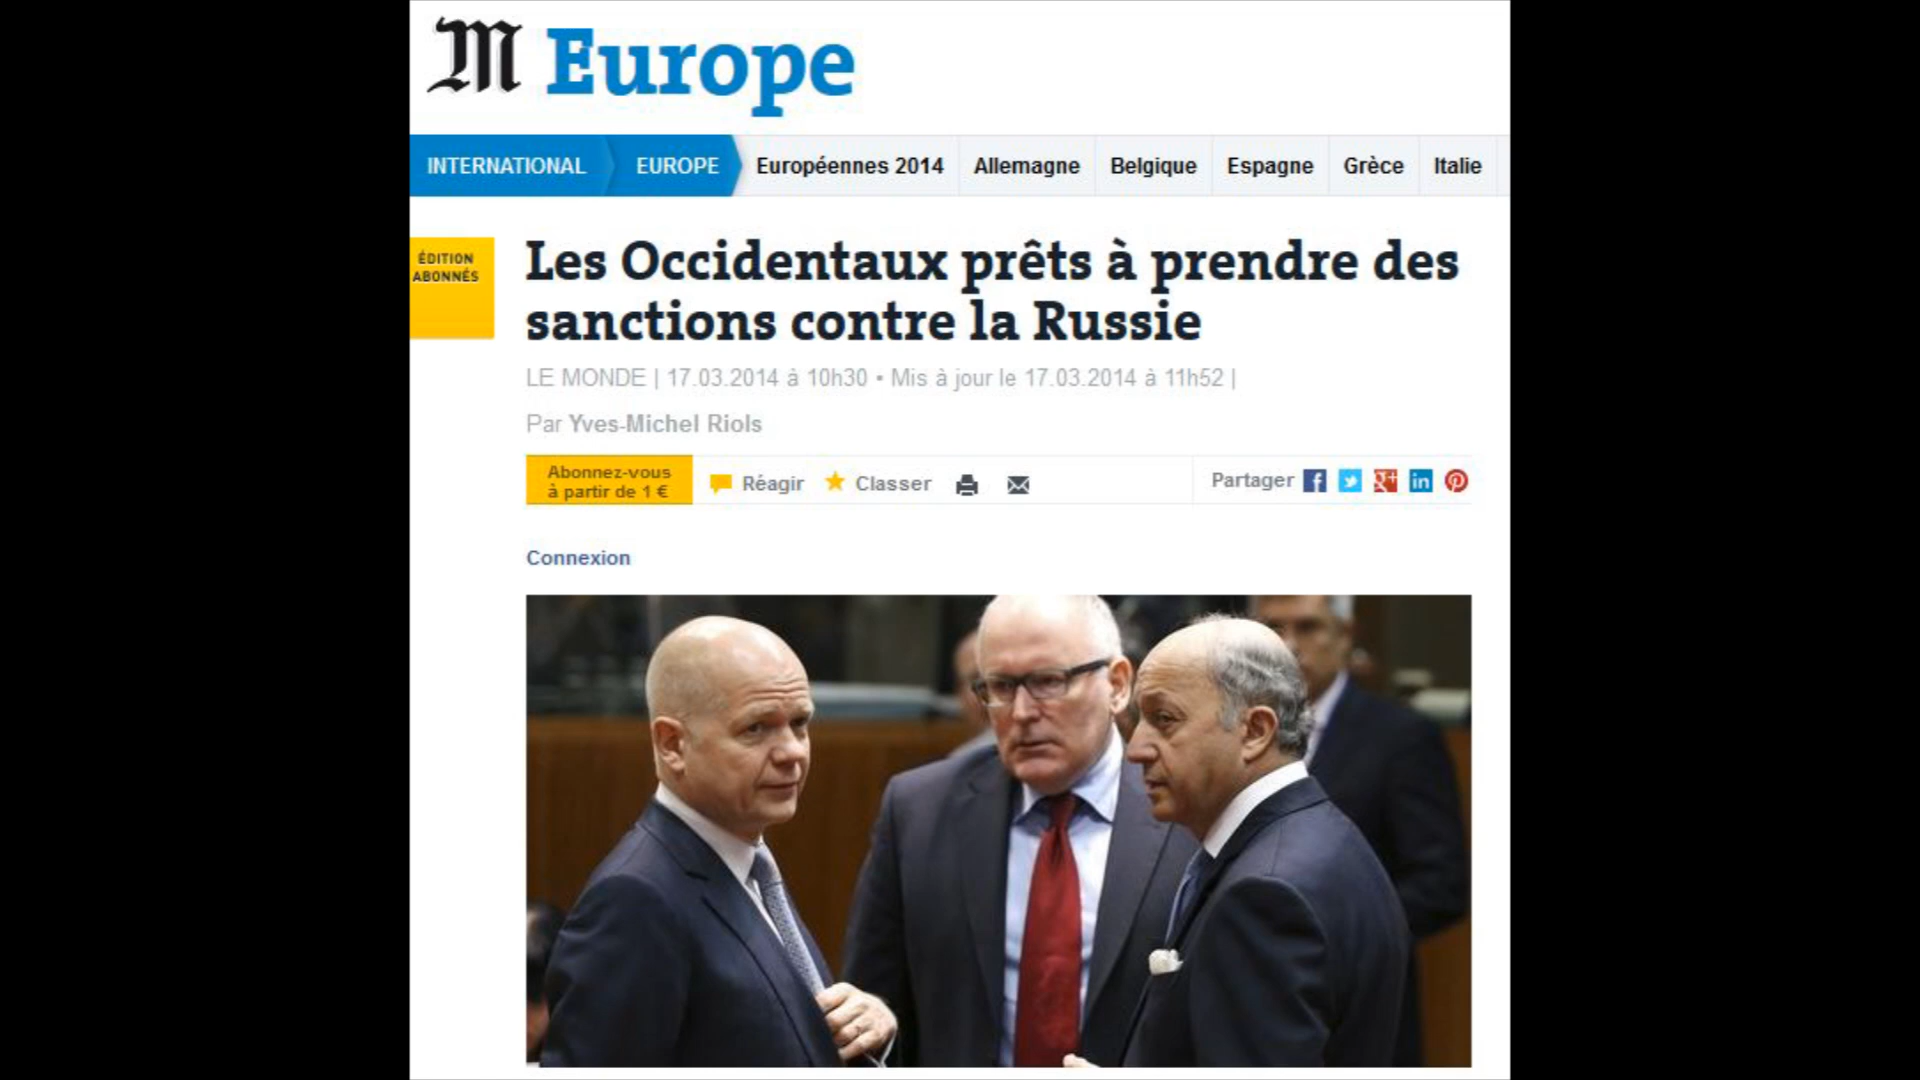 M Europe
INTERNATIONAL EUROPE Européennes 2014 Allemagne Belgique Espagne Grèce Italie
ÉDITION
ABONNÉS
Les Occidentaux prêts à prendre des
sanctions contre la Russie
LE MONDE | 17.03.2014 à 10h30 • Mis à jour le 17.03.2014 à 11h52 |
Par Yves-Michel Riols
Abonnez-vous
à partir de 1 €
Réagir Classer Partager
Connexion